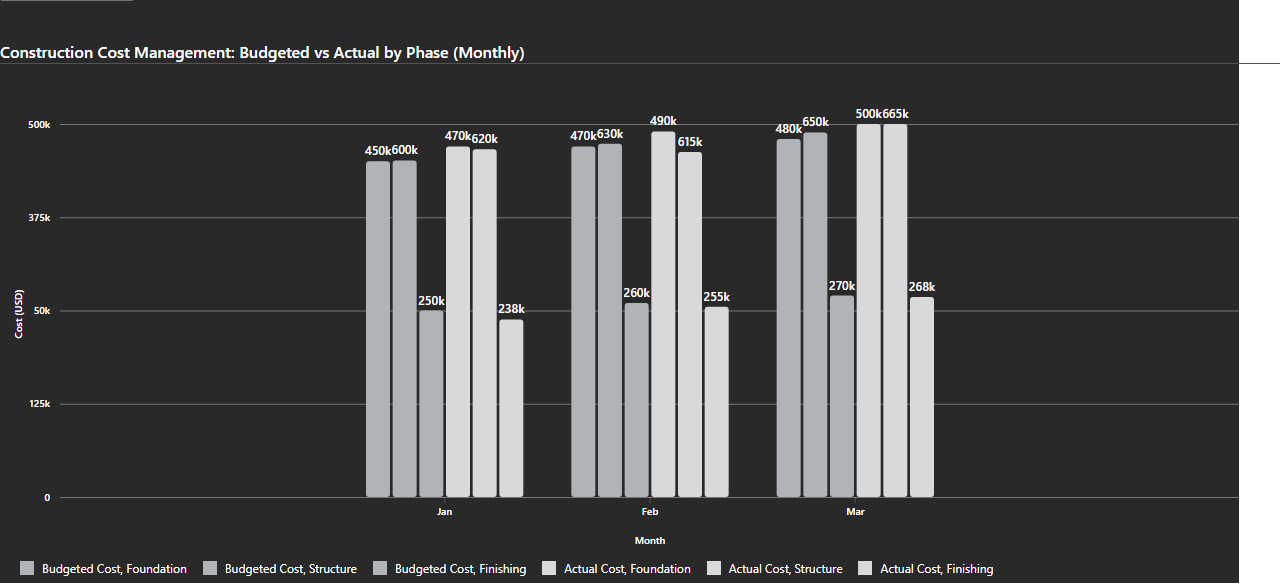 Construction Cost Management: Budgeted vs Actual by Phase (Monthly)
500k
375k
50k
125k
0
Cost (USD)
450k
600k
250k
470k
620k
238k
470k
630k
260k
490k
615k
255k
480k
650k
270k
500k
665k
268k
Jan
Feb
Mar
Month
Budgeted Cost, Foundation
Budgeted Cost, Structure
Budgeted Cost, Finishing
Actual Cost, Foundation
Actual Cost, Structure
Actual Cost, Finishing